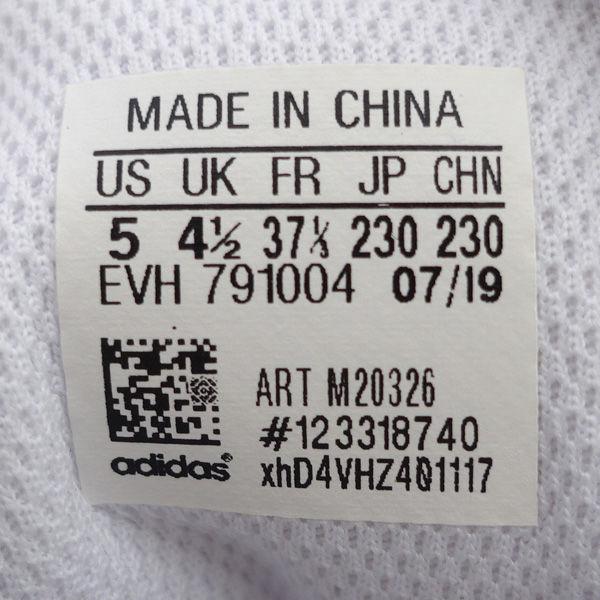 MADE IN CHINA
US UK FR JP CHN
5 4½ 37⅓ 230 230
EVH 791004 07/19
ART M20326
#123318740
adidas®